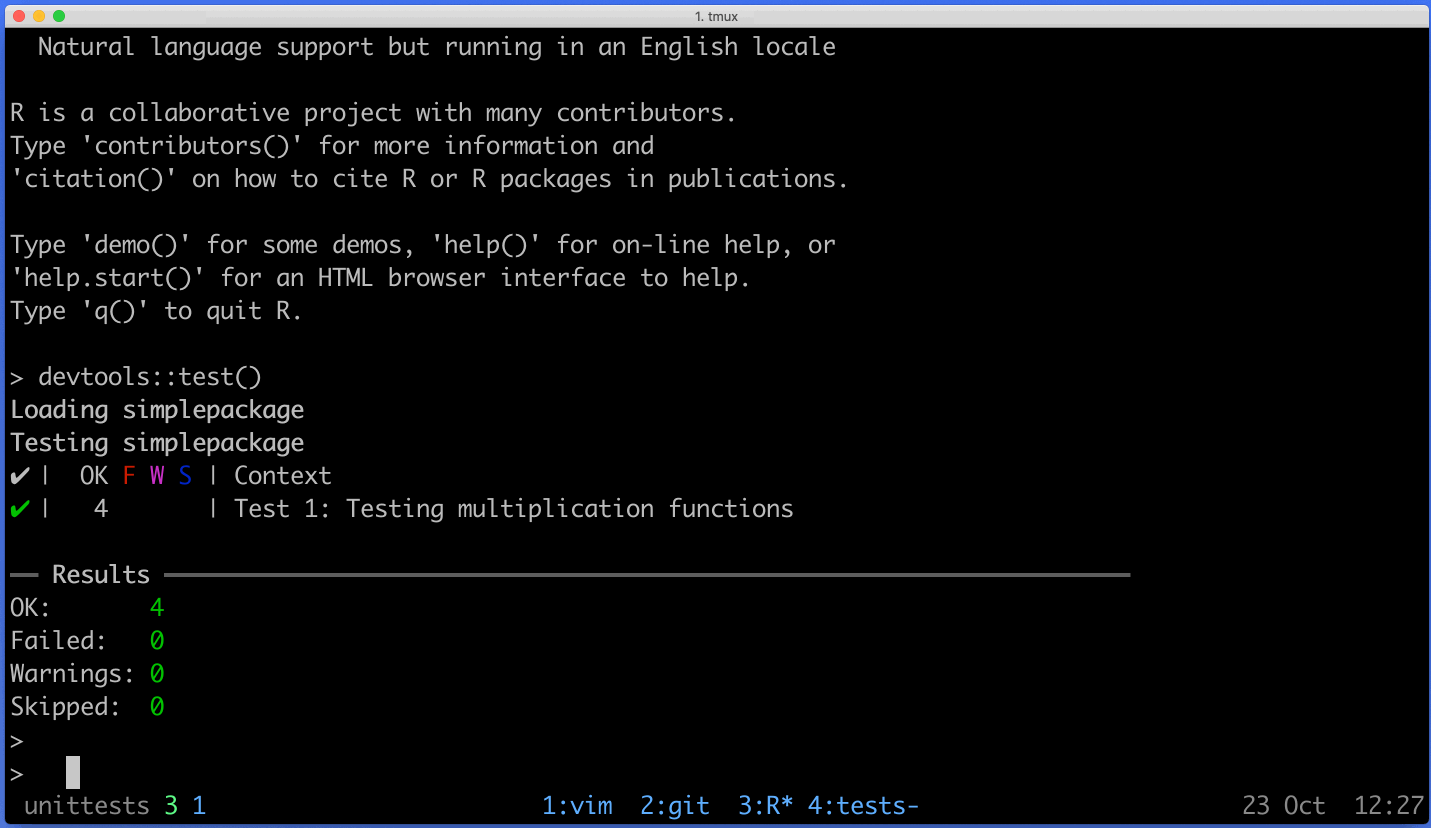 1. tmux
Natural language support but running in an English locale
R is a collaborative project with many contributors.
Type 'contributors()' for more information and
'citation()' on how to cite R or R packages in publications.
Type 'demo()' for some demos, 'help()' for on-line help, or
'help.start()' for an HTML browser interface to help.
Type 'q()' to quit R.
> devtools::test()
Loading simplepackage
Testing simplepackage
✔ | OK F W S | Context
✔ | 4 | Test 1: Testing multiplication functions
══ Results ══════════════════════════════
OK: 4
Failed: 0
Warnings: 0
Skipped: 0
>
>
unittests 3 1 1:vim 2:git 3:R* 4:tests- 23 Oct 12:27